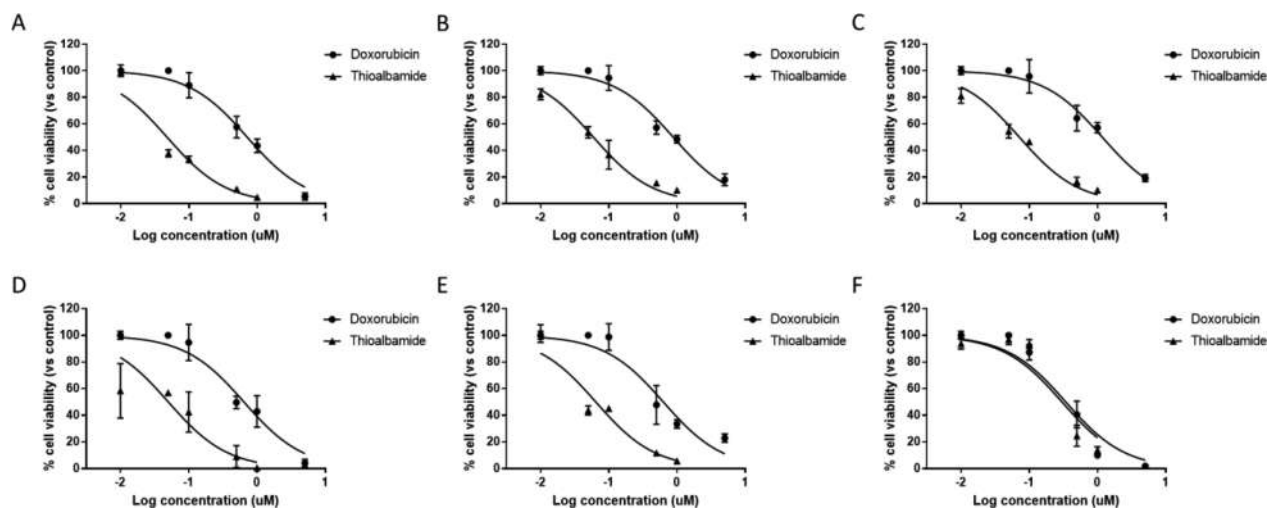 A
% cell viability (vs control)
120
100
80
60
40
20
0
-2
-1
0
1
Log concentration (uM)
Doxorubicin
Thioalbamide
B
% cell viability (vs control)
120
100
80
60
40
20
0
-2
-1
0
1
Log concentration (uM)
Doxorubicin
Thioalbamide
C
% cell viability (vs control)
120
100
80
60
40
20
0
-2
-1
0
1
Log concentration (uM)
Doxorubicin
Thioalbamide
D
% cell viability (vs control)
120
100
80
60
40
20
0
-2
-1
0
1
Log concentration (uM)
Doxorubicin
Thioalbamide
E
% cell viability (vs control)
120
100
80
60
40
20
0
-2
-1
0
1
Log concentration (uM)
Doxorubicin
Thioalbamide
F
% cell viability (vs control)
120
100
80
60
40
20
0
-2
-1
0
1
Log concentration (uM)
Doxorubicin
Thioalbamide